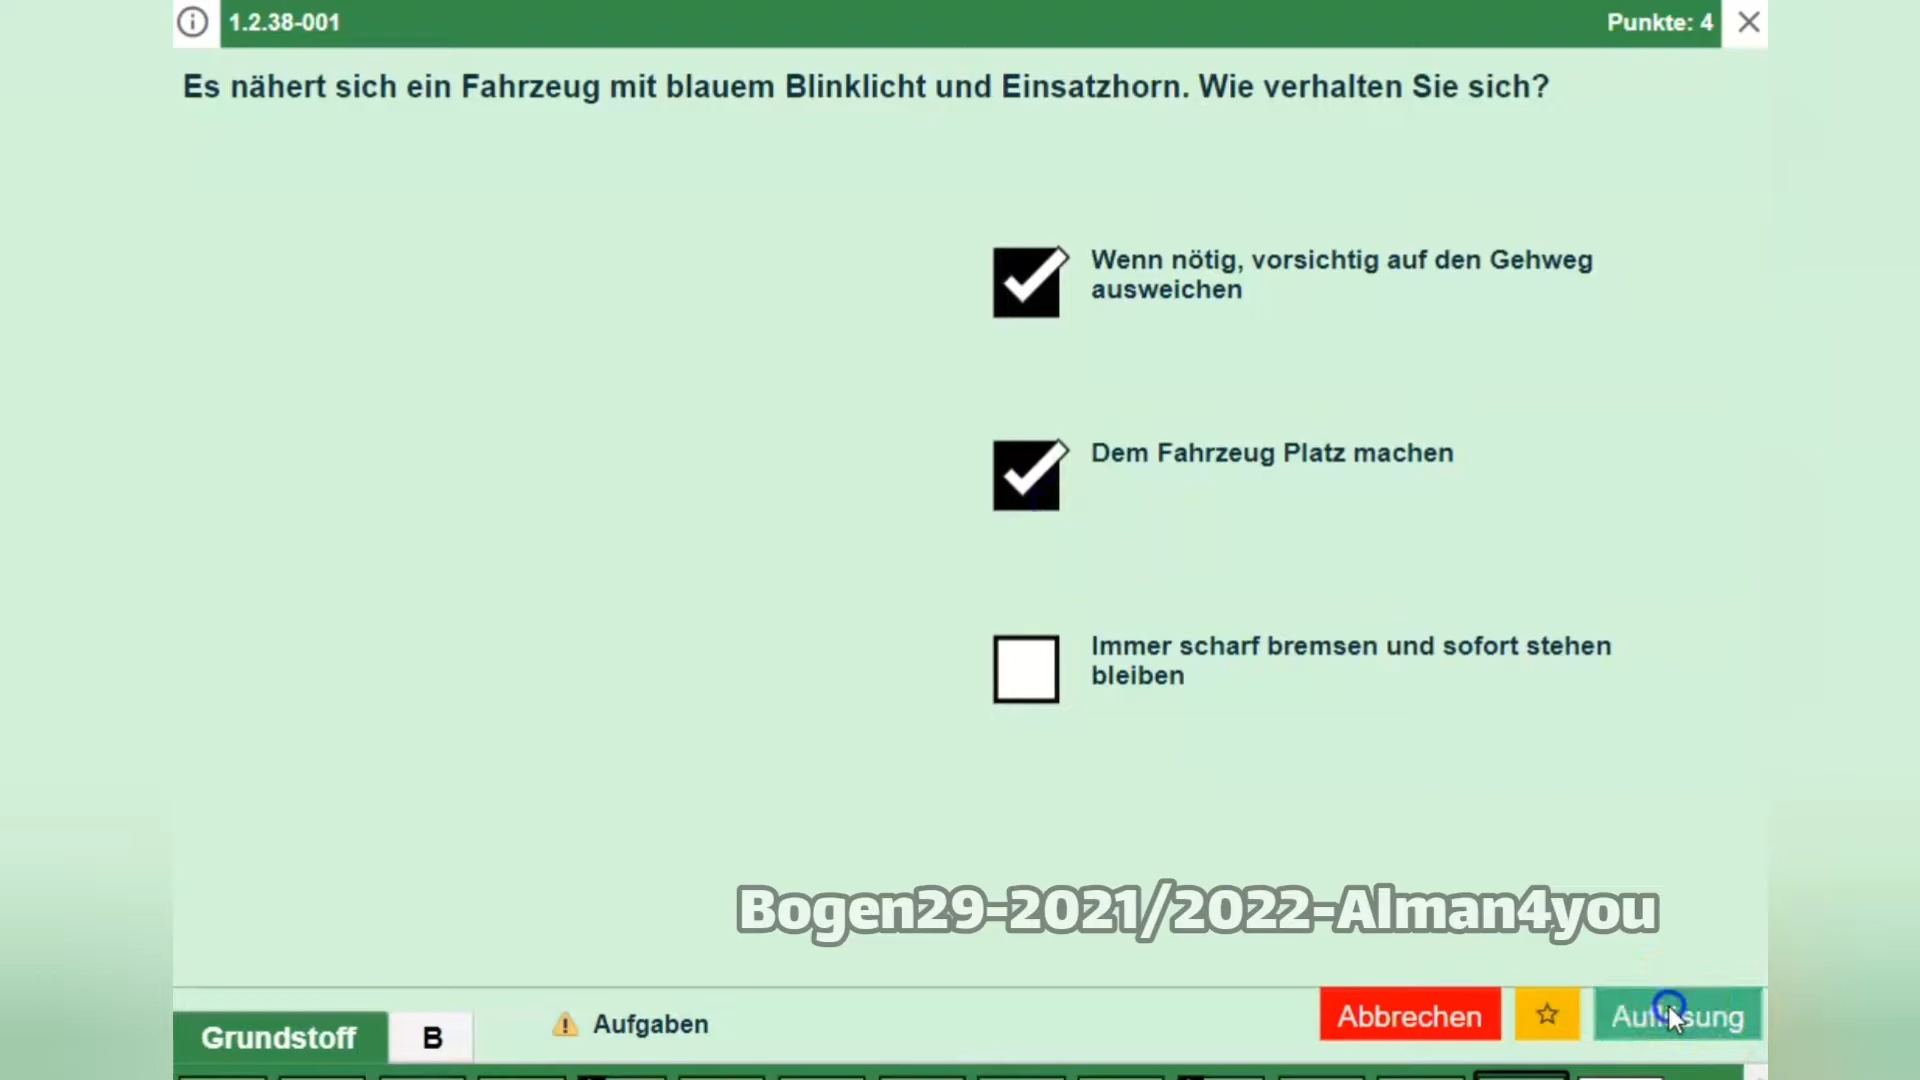 1.2.38-001
Punkte: 4
Es nähert sich ein Fahrzeug mit blauem Blinklicht und Einsatzhorn. Wie verhalten Sie sich?
Wenn nötig, vorsichtig auf den Gehweg
ausweichen
Dem Fahrzeug Platz machen
Immer scharf bremsen und sofort stehen
bleiben
Bogen29-2021/2022-Alman4you
Abbrechen
Auflösung
Aufgaben
Grundstoff
B